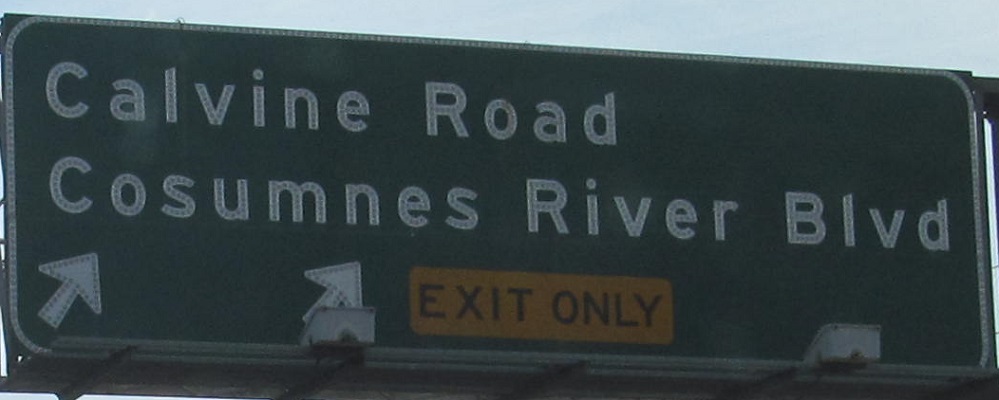 Calvine Road
Cosumnes River Blvd
EXIT ONLY